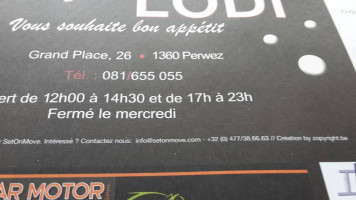 LODI
Vous souhaite bon appétit
Grand Place, 26 • 1360 Perwez
Tél. : 081/655 055
ert de 12h00 à 14h30 et de 17h à 23h
Fermé le mercredi
SetOnMove. Intéressé ? Contactez nous: info@setonmove.com - +32 (0) 477/38.66.63 // Création by zopyright.be
AR MOTOR